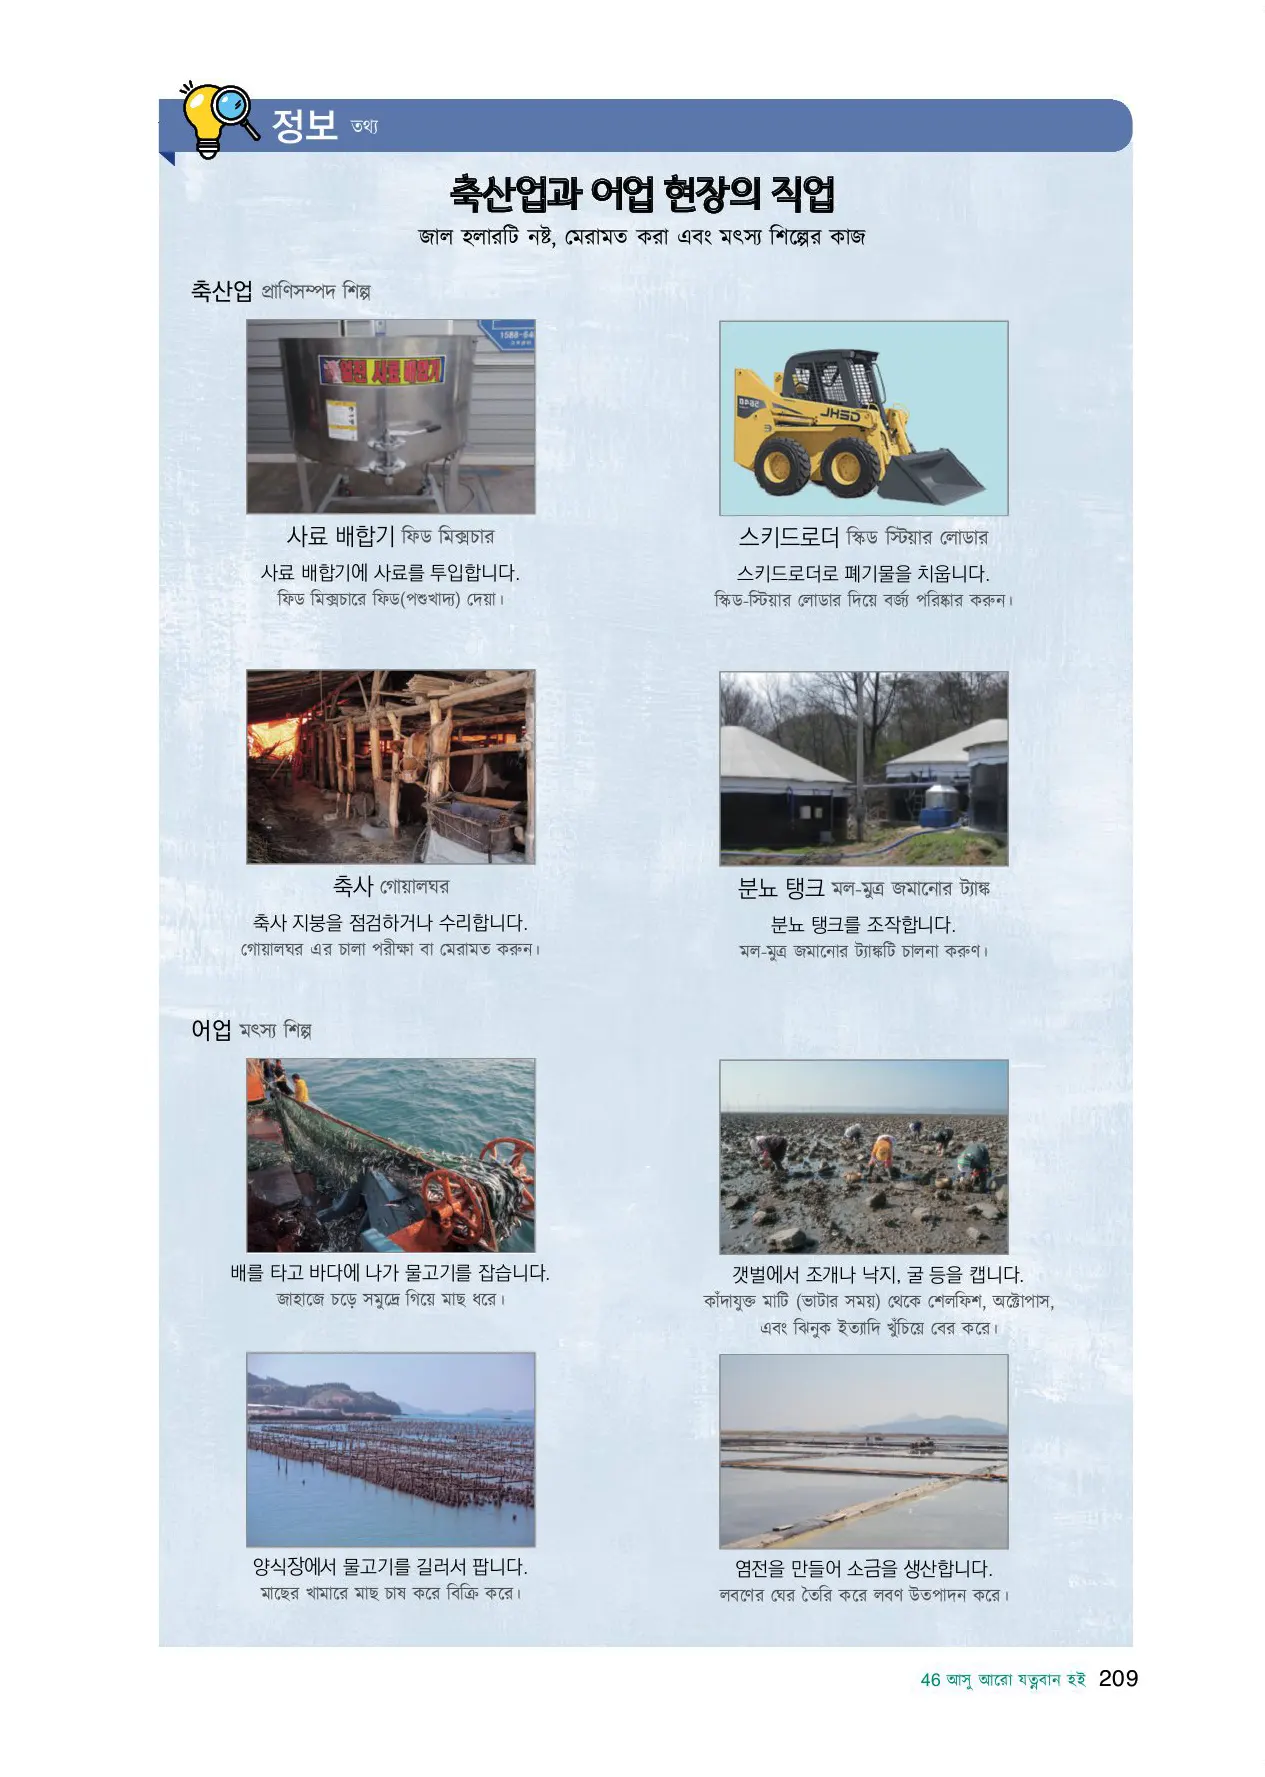 정보 তথ্য
축산업과 어업 현장의 직업
জাল হলারটি নষ্ট, মেরামত করা এবং মৎস্য শিল্পের কাজ
축산업 প্রাণিসম্পদ শিল্প
사료 배합기
JHSD
사료 배합기 ফিড মিক্সচার
스키드로더 স্কিড স্টিয়ার লোডার
사료 배합기에 사료를 투입합니다.
스키드로더로 폐기물을 치웁니다.
ফিড মিক্সচারে ফিড(পশুখাদ্য) দেয়া।
স্কিড-স্টিয়ার লোডার দিয়ে বর্জ্য পরিষ্কার করুন।
축사 গোয়ালঘর
분뇨 탱크 মল-মুত্র জমানোর ট্যাঙ্ক
축사 지붕을 점검하거나 수리합니다.
분뇨 탱크를 조작합니다.
গোয়ালঘর এর চালা পরীক্ষা বা মেরামত করুন।
মল-মুত্র জমানোর ট্যাঙ্কটি চালনা করুণ।
어업 মৎস্য শিল্প
배를 타고 바다에 나가 물고기를 잡습니다.
갯벌에서 조개나 낙지, 굴 등을 캡니다.
জাহাজে চড়ে সমুদ্রে গিয়ে মাছ ধরে।
কাঁদাযুক্ত মাটি (ভাটার সময়) থেকে শেলফিশ, অক্টোপাস,
এবং ঝিনুক ইত্যাদি খুঁচিয়ে বের করে।
양식장에서 물고기를 길러서 팝니다.
염전을 만들어 소금을 생산합니다.
মাছের খামারে মাছ চাষ করে বিক্রি করে।
লবণের ঘের তৈরি করে লবণ উতপাদন করে।
46 আসু আরো যত্নবান হই 209